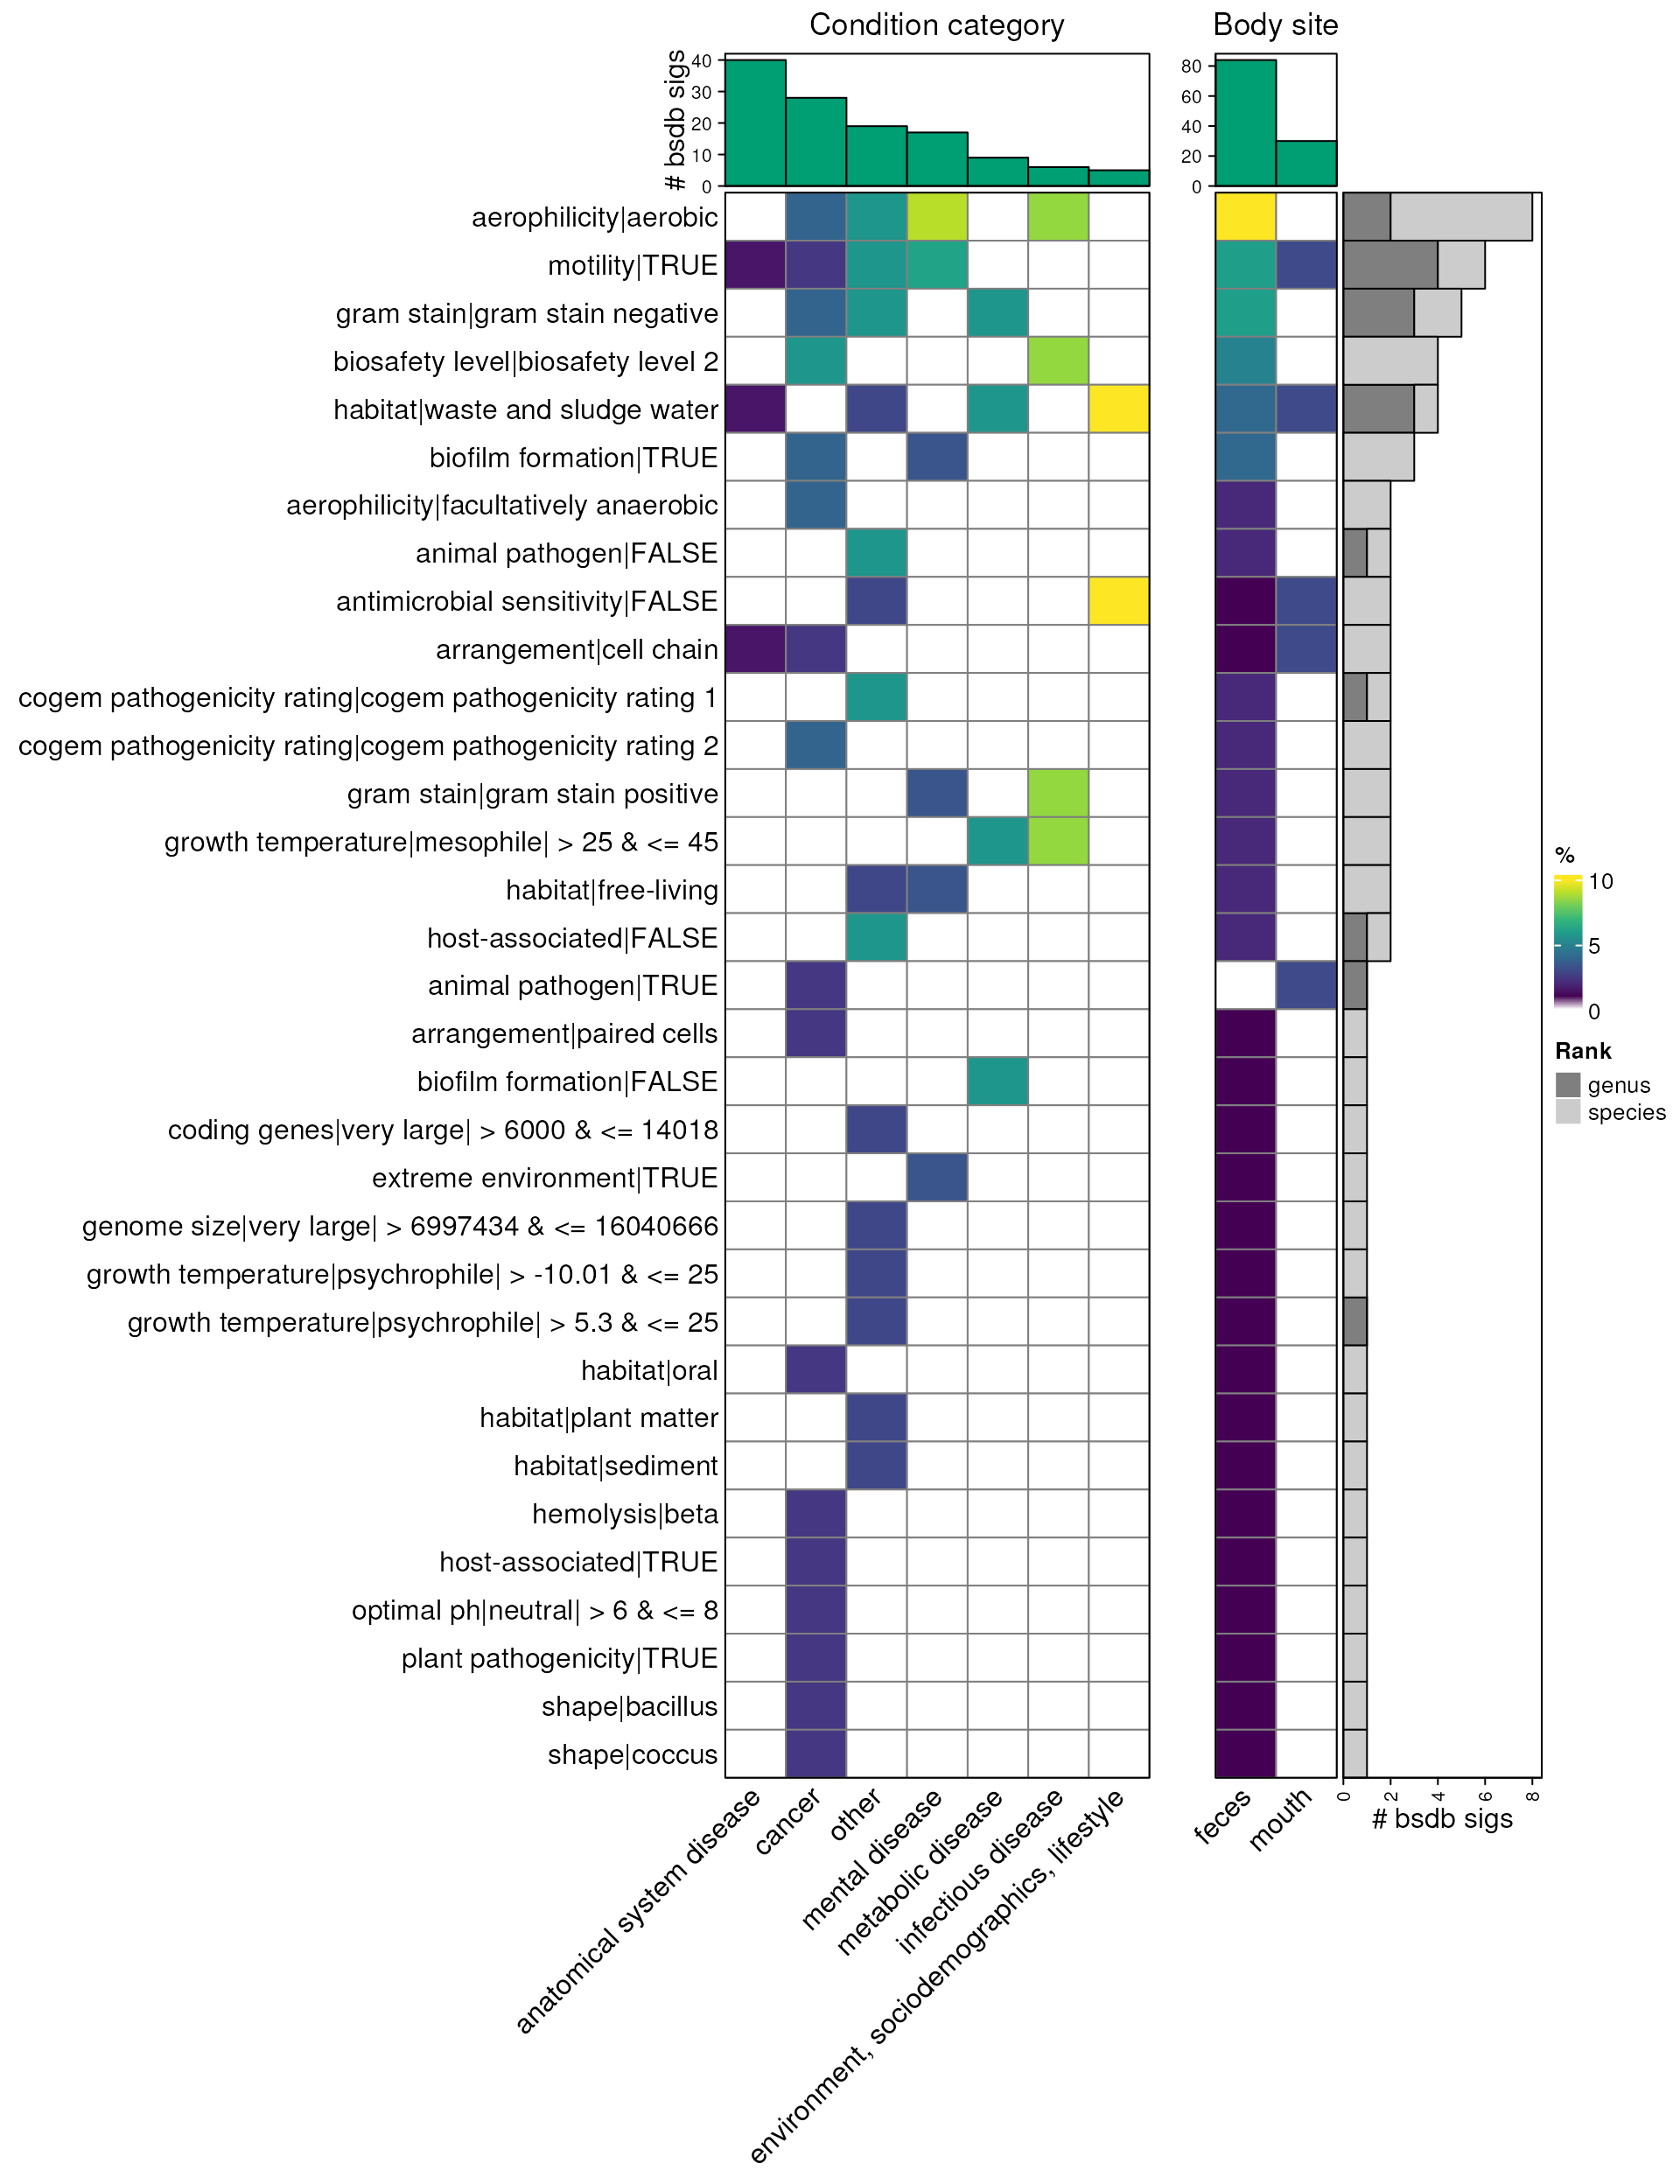 Condition category
Body site
# bsdb sigs
40
30
20
10
0
80
60
40
20
0
aerophilicity|aerobic
motility|TRUE
gram stain|gram stain negative
biosafety level|biosafety level 2
habitat|waste and sludge water
biofilm formation|TRUE
aerophilicity|facultatively anaerobic
animal pathogen|FALSE
antimicrobial sensitivity|FALSE
arrangement|cell chain
cogem pathogenicity rating|cogem pathogenicity rating 1
cogem pathogenicity rating|cogem pathogenicity rating 2
gram stain|gram stain positive
growth temperature|mesophile| > 25 & <= 45
habitat|free-living
host-associated|FALSE
animal pathogen|TRUE
arrangement|paired cells
biofilm formation|FALSE
coding genes|very large| > 6000 & <= 14018
extreme environment|TRUE
genome size|very large| > 6997434 & <= 16040666
growth temperature|psychrophile| > -10.01 & <= 25
growth temperature|psychrophile| > 5.3 & <= 25
habitat|oral
habitat|plant matter
habitat|sediment
hemolysis|beta
host-associated|TRUE
optimal ph|neutral| > 6 & <= 8
plant pathogenicity|TRUE
shape|bacillus
shape|coccus
anatomical system disease
cancer
other
mental disease
metabolic disease
infectious disease
environment, sociodemographics, lifestyle
feces
mouth
0
2
4
6
8
# bsdb sigs
%
10
5
0
Rank
genus
species